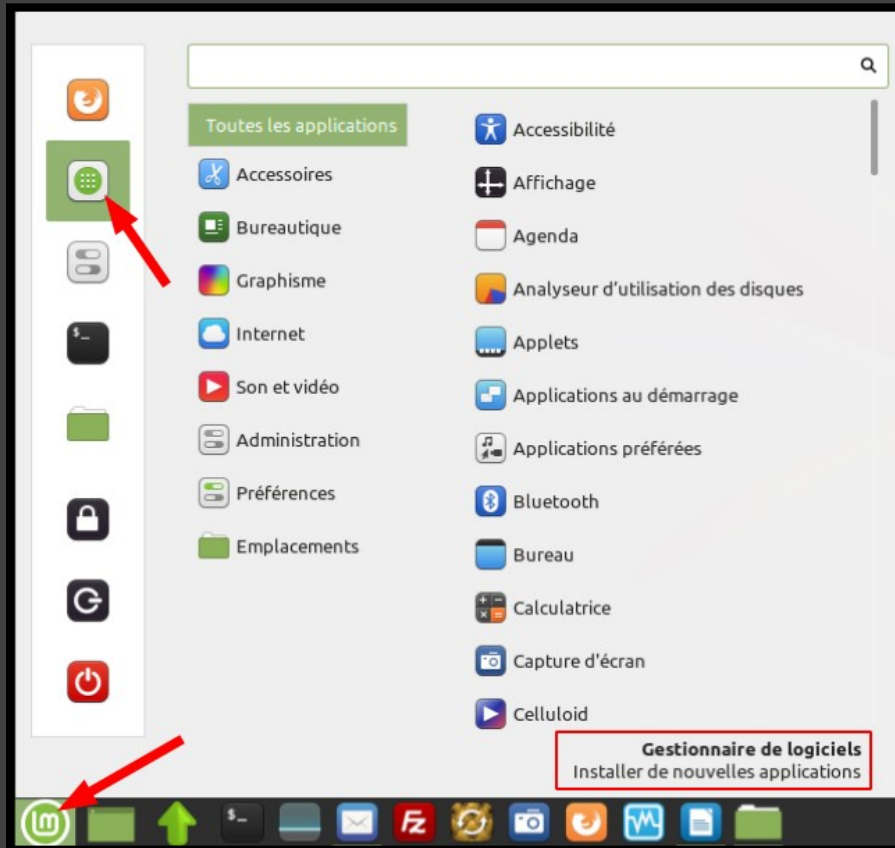 Toutes les applications
Accessoires
Bureautique
Graphisme
Internet
Son et vidéo
Administration
Préférences
Emplacements
Accessibilité
Affichage
Agenda
Analyseur d’utilisation des disques
Applets
Applications au démarrage
Applications préférées
Bluetooth
Bureau
Calculatrice
Capture d'écran
Celluloid
Gestionnaire de logiciels
Installer de nouvelles applications
$_
$_
lm
Fz